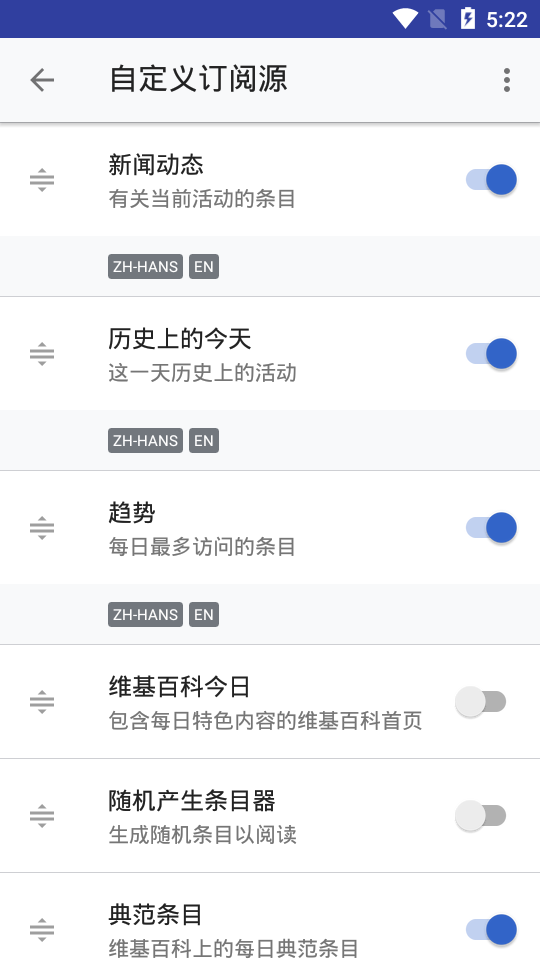 5:22
自定义订阅源
新闻动态
有关当前活动的条目
ZH-HANS EN
历史上的今天
这一天历史上的活动
ZH-HANS EN
趋势
每日最多访问的条目
ZH-HANS EN
维基百科今日
包含每日特色内容的维基百科首页
随机产生条目器
生成随机条目以阅读
典范条目
维基百科上的每日典范条目